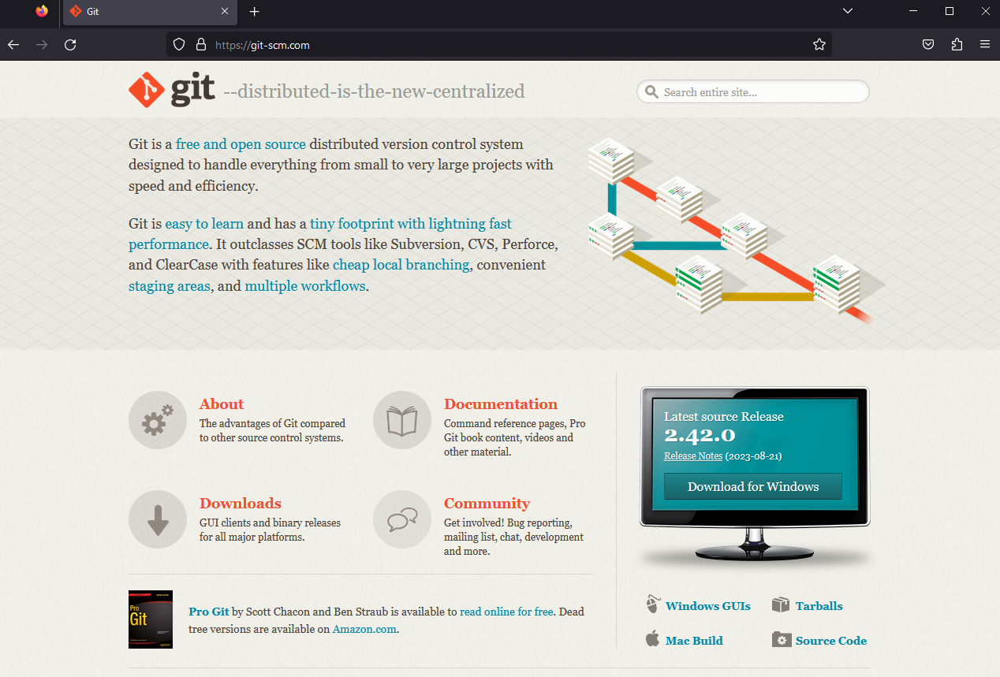 Git
https://git-scm.com
git --distributed-is-the-new-centralized
Search entire site...
Git is a free and open source distributed version control system
designed to handle everything from small to very large projects with
speed and efficiency.
Git is easy to learn and has a tiny footprint with lightning fast
performance. It outclasses SCM tools like Subversion, CVS, Perforce,
and ClearCase with features like cheap local branching, convenient
staging areas, and multiple workflows.
About
The advantages of Git compared
to other source control systems.
Documentation
Command reference pages, Pro
Git book content, videos and
other material.
Downloads
GUI clients and binary releases
for all major platforms.
Community
Get involved! Bug reporting,
mailing list, chat, development
and more.
Pro
Git
Pro Git by Scott Chacon and Ben Straub is available to read online for free. Dead
tree versions are available on Amazon.com.
Latest source Release
2.42.0
Release Notes (2023-08-21)
Download for Windows
Windows GUIs
Tarballs
Mac Build
Source Code